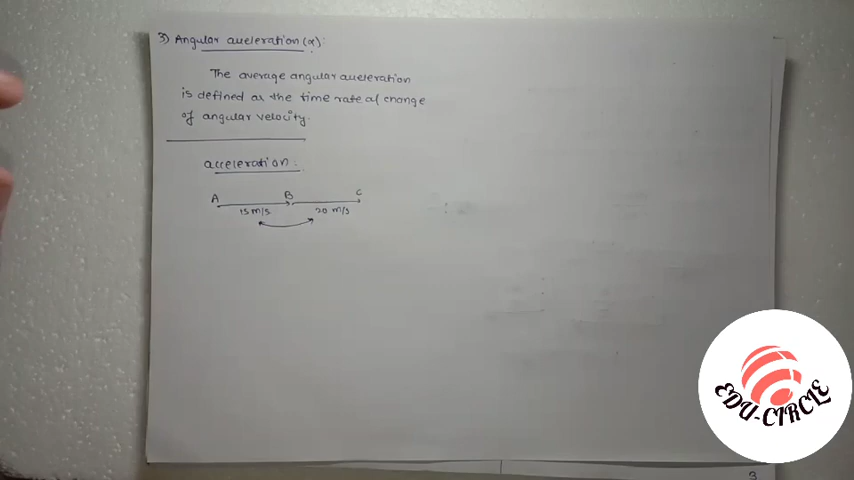 3) Angular acceleration (α):
The average angular acceleration
is defined as the time rate of change
of angular velocity.
acceleration:
A B C
15 m/s 20 m/s
EDU-CIRCLE
3